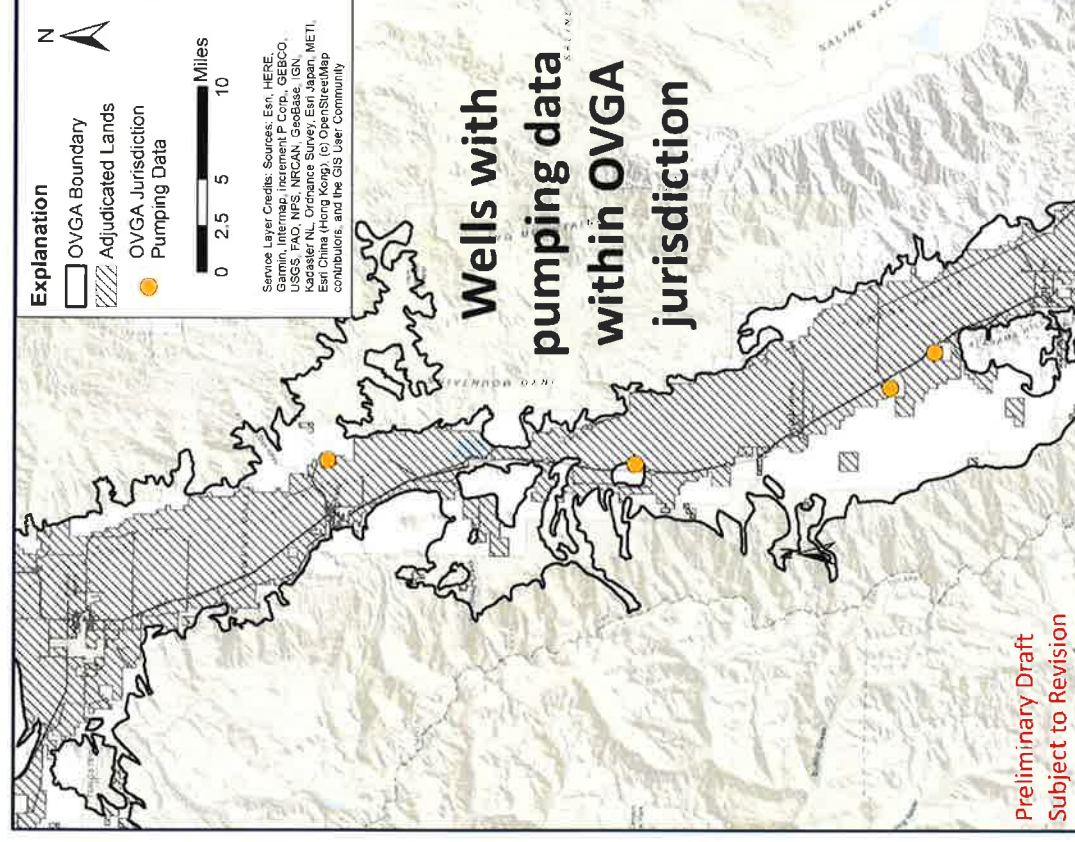 N
Explanation
OVGA Boundary
Adjudicated Lands
OVGA Jurisdiction
Pumping Data
0 2.5 5 10
Miles
Service Layer Credits: Sources: Esri, HERE,
Garmin, Intermap, increment P Corp., GEBCO,
USGS, FAO, NPS, NRCAN, GeoBase, IGN,
Kadaster NL, Ordnance Survey, Esri Japan, METI,
Esri China (Hong Kong), (c) OpenStreetMap
contributors, and the GIS User Community
Wells with
pumping data
within OVGA
jurisdiction
SALINE
Preliminary Draft
Subject to Revision